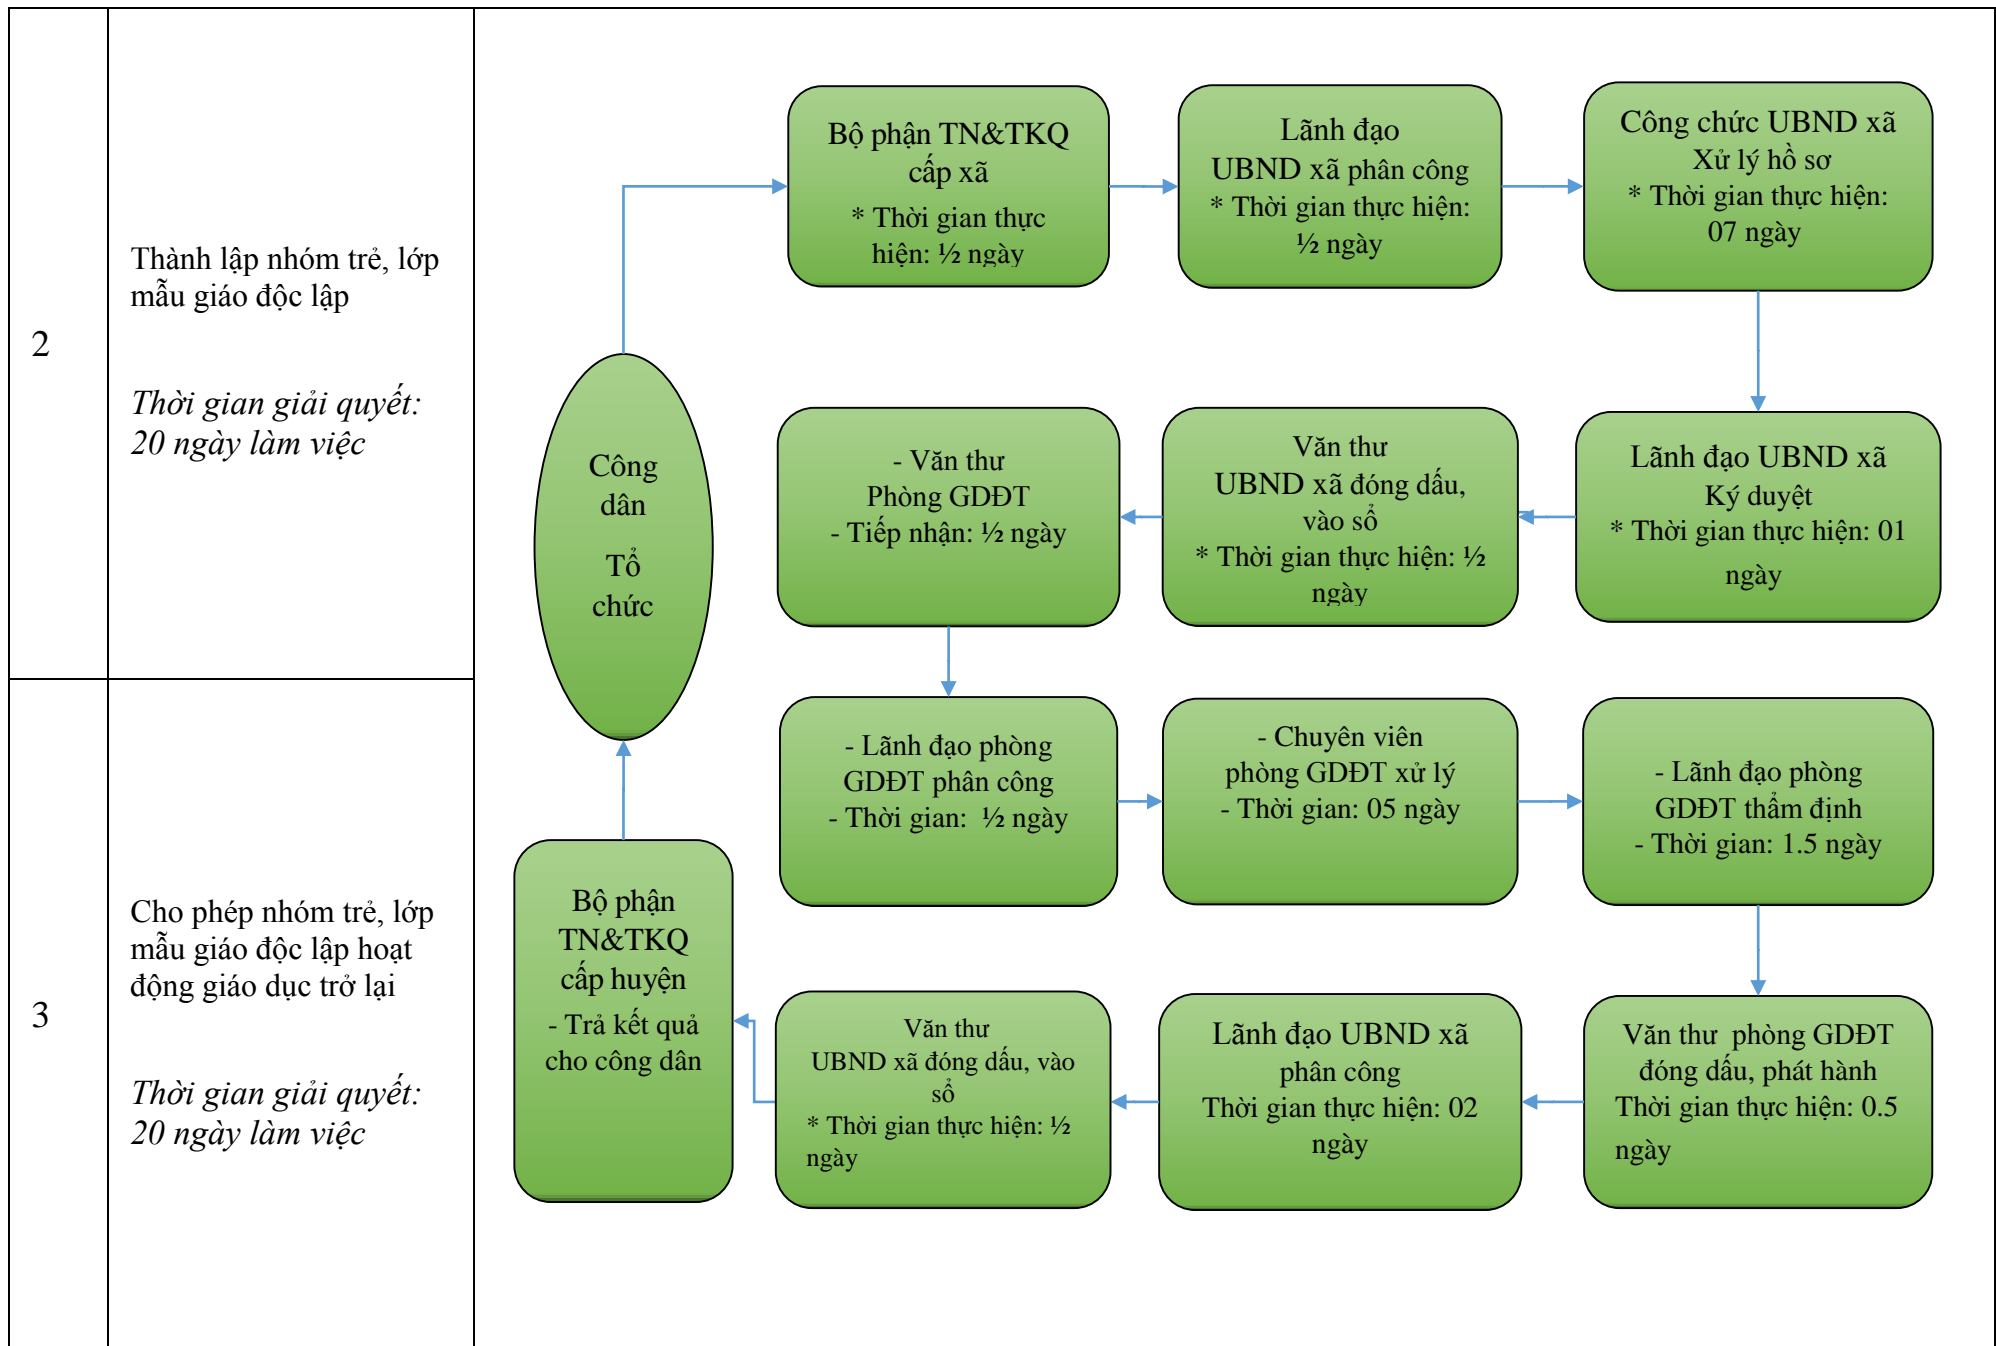 2
Thành lập nhóm trẻ, lớp
mẫu giáo độc lập
Thời gian giải quyết:
20 ngày làm việc
3
Cho phép nhóm trẻ, lớp
mẫu giáo độc lập hoạt
động giáo dục trở lại
Thời gian giải quyết:
20 ngày làm việc
Công
dân
Tổ
chức
Bộ phận TN&TKQ
cấp xã
* Thời gian thực
hiện: ½ ngày
Lãnh đạo
UBND xã phân công
* Thời gian thực hiện:
½ ngày
Công chức UBND xã
Xử lý hồ sơ
* Thời gian thực hiện:
07 ngày
Lãnh đạo UBND xã
Ký duyệt
* Thời gian thực hiện: 01
ngày
Văn thư
UBND xã đóng dấu,
vào sổ
* Thời gian thực hiện: ½
ngày
- Văn thư
Phòng GDĐT
- Tiếp nhận: ½ ngày
- Lãnh đạo phòng
GDĐT phân công
- Thời gian: ½ ngày
- Chuyên viên
phòng GDĐT xử lý
- Thời gian: 05 ngày
- Lãnh đạo phòng
GDĐT thẩm định
- Thời gian: 1.5 ngày
Văn thư phòng GDĐT
đóng dấu, phát hành
Thời gian thực hiện: 0.5
ngày
Lãnh đạo UBND xã
phân công
Thời gian thực hiện: 02
ngày
Văn thư
UBND xã đóng dấu, vào
sổ
* Thời gian thực hiện: ½
ngày
Bộ phận
TN&TKQ
cấp huyện
- Trả kết quả
cho công dân